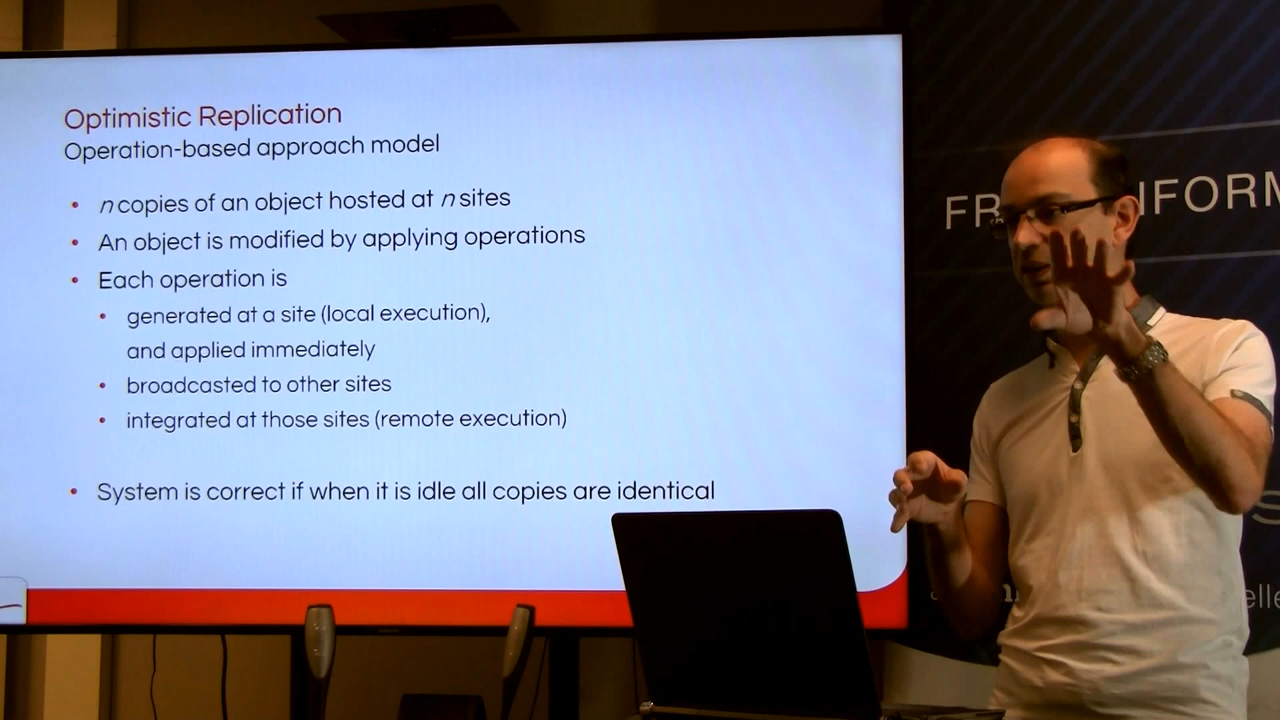 Optimistic Replication
Operation-based approach model
• n copies of an object hosted at n sites
• An object is modified by applying operations
• Each operation is
• generated at a site (local execution),
and applied immediately
• broadcasted to other sites
• integrated at those sites (remote execution)
• System is correct if when it is idle all copies are identical